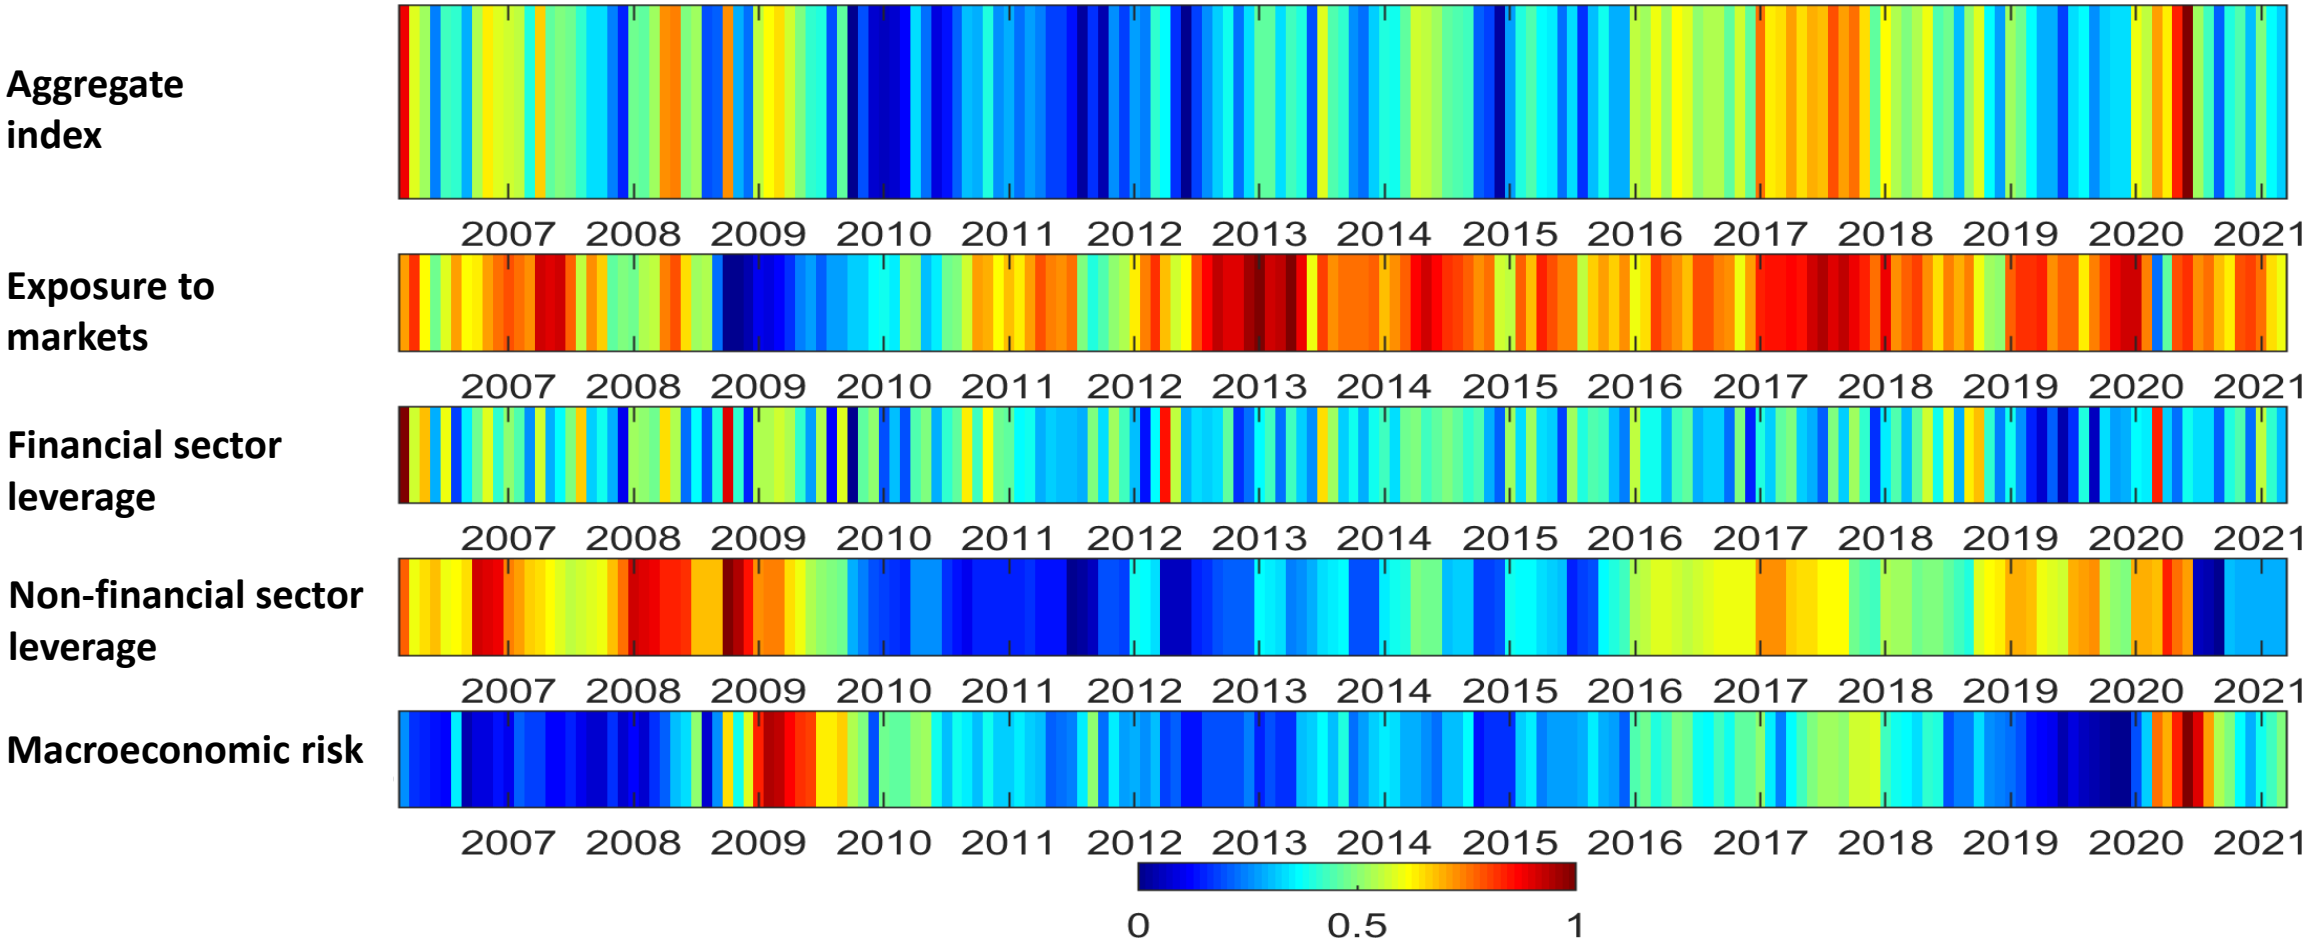 Aggregate
index
2007 2008 2009 2010 2011 2012 2013 2014 2015 2016 2017 2018 2019 2020 2021
Exposure to
markets
2007 2008 2009 2010 2011 2012 2013 2014 2015 2016 2017 2018 2019 2020 2021
Financial sector
leverage
2007 2008 2009 2010 2011 2012 2013 2014 2015 2016 2017 2018 2019 2020 2021
Non-financial sector
leverage
2007 2008 2009 2010 2011 2012 2013 2014 2015 2016 2017 2018 2019 2020 2021
Macroeconomic risk
2007 2008 2009 2010 2011 2012 2013 2014 2015 2016 2017 2018 2019 2020 2021
0 0.5 1